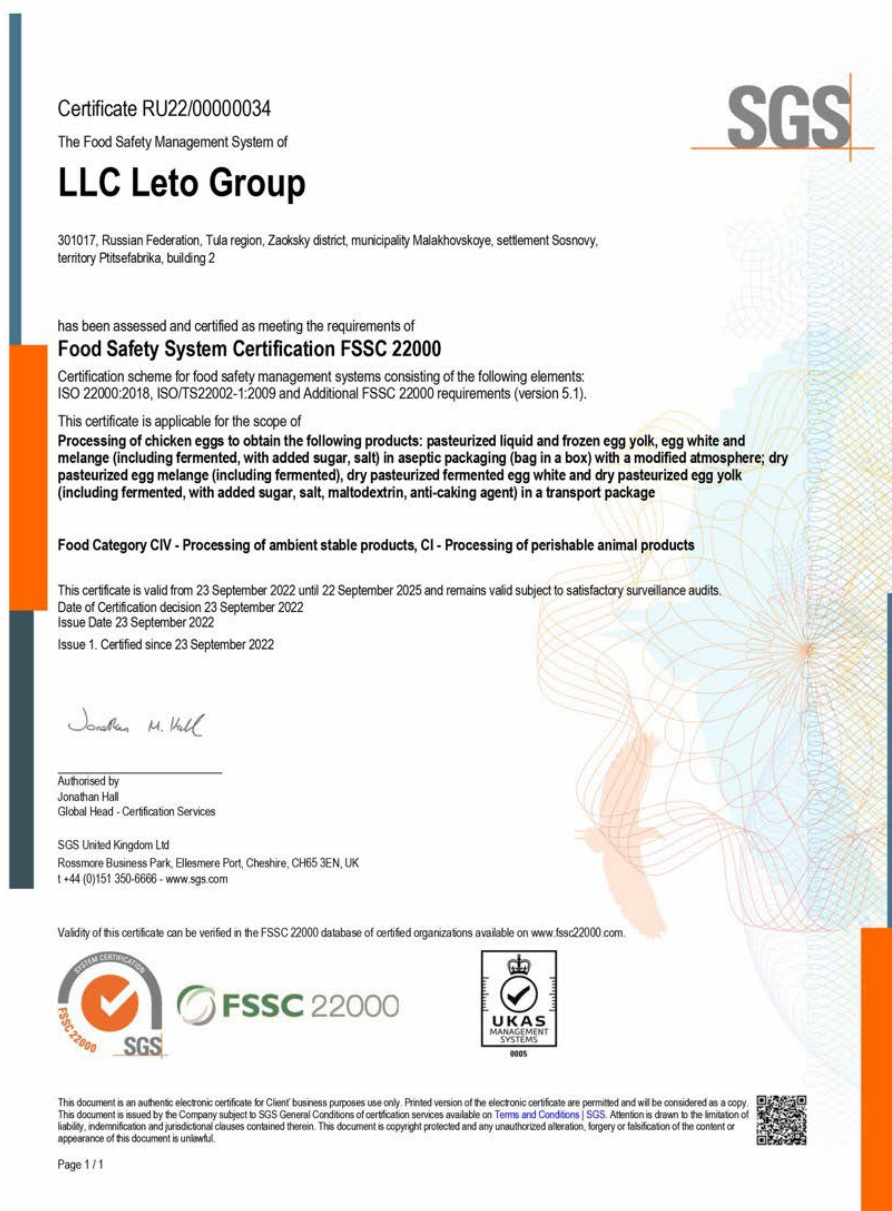 SGS
Certificate RU22/00000034
The Food Safety Management System of
LLC Leto Group
301017, Russian Federation, Tula region, Zaoksky district, municipality Malakhovskoye, settlement Sosnovy,
territory Ptitsefabrika, building 2
has been assessed and certified as meeting the requirements of
Food Safety System Certification FSSC 22000
Certification scheme for food safety management systems consisting of the following elements:
ISO 22000:2018, ISO/TS22002-1:2009 and Additional FSSC 22000 requirements (version 5.1).
This certificate is applicable for the scope of
Processing of chicken eggs to obtain the following products: pasteurized liquid and frozen egg yolk, egg white and
melange (including fermented, with added sugar, salt) in aseptic packaging (bag in a box) with a modified atmosphere; dry
pasteurized egg melange (including fermented), dry pasteurized fermented egg white and dry pasteurized egg yolk
(including fermented, with added sugar, salt, maltodextrin, anti-caking agent) in a transport package
Food Category CIV - Processing of ambient stable products, CI - Processing of perishable animal products
This certificate is valid from 23 September 2022 until 22 September 2025 and remains valid subject to satisfactory surveillance audits.
Date of Certification decision 23 September 2022
Issue Date 23 September 2022
Issue 1. Certified since 23 September 2022
Jonathan M. Hall
Authorised by
Jonathan Hall
Global Head - Certification Services
SGS United Kingdom Ltd
Rossmore Business Park, Ellesmere Port, Cheshire, CH65 3EN, UK
t +44 (0)151 350-6666 - www.sgs.com
Validity of this certificate can be verified in the FSSC 22000 database of certified organizations available on www.fssc22000.com.
SYSTEM CERTIFICATION
FSSC 22000
SGS
FSSC 22000
UKAS
MANAGEMENT
SYSTEMS
0005
This document is an authentic electronic certificate for Client' business purposes use only. Printed version of the electronic certificate are permitted and will be considered as a copy.
This document is issued by the Company subject to SGS General Conditions of certification services available on Terms and Conditions | SGS. Attention is drawn to the limitation of
liability, indemnification and jurisdictional clauses contained therein. This document is copyright protected and any unauthorized alteration, forgery or falsification of the content or
appearance of this document is unlawful.
Page 1 / 1